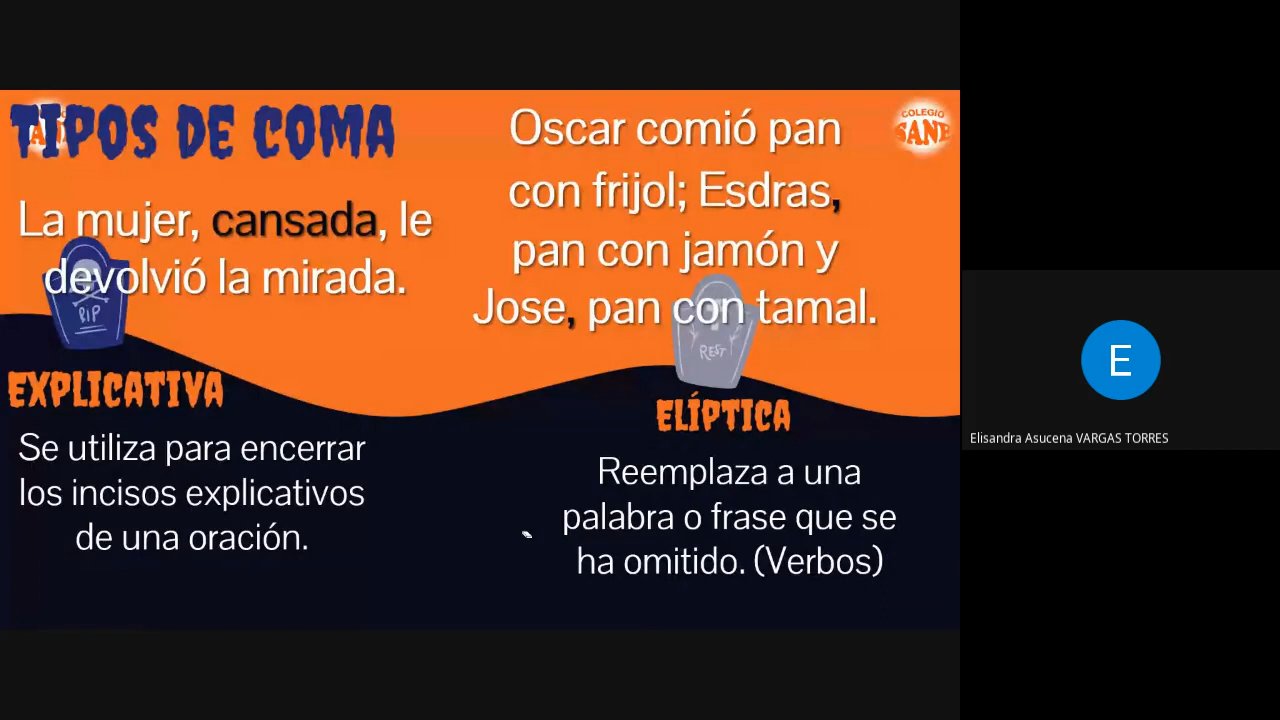 TIPOS DE COMA
La mujer, cansada, le
devolvió la mirada.
RIP
EXPLICATIVA
Se utiliza para encerrar
los incisos explicativos
de una oración.
Oscar comió pan
con frijol; Esdras,
pan con jamón y
Jose, pan con tamal.
REST
ELÍPTICA
Reemplaza a una
palabra o frase que se
ha omitido. (Verbos)
COLEGIO
E
Elisandra Asucena VARGAS TORRES